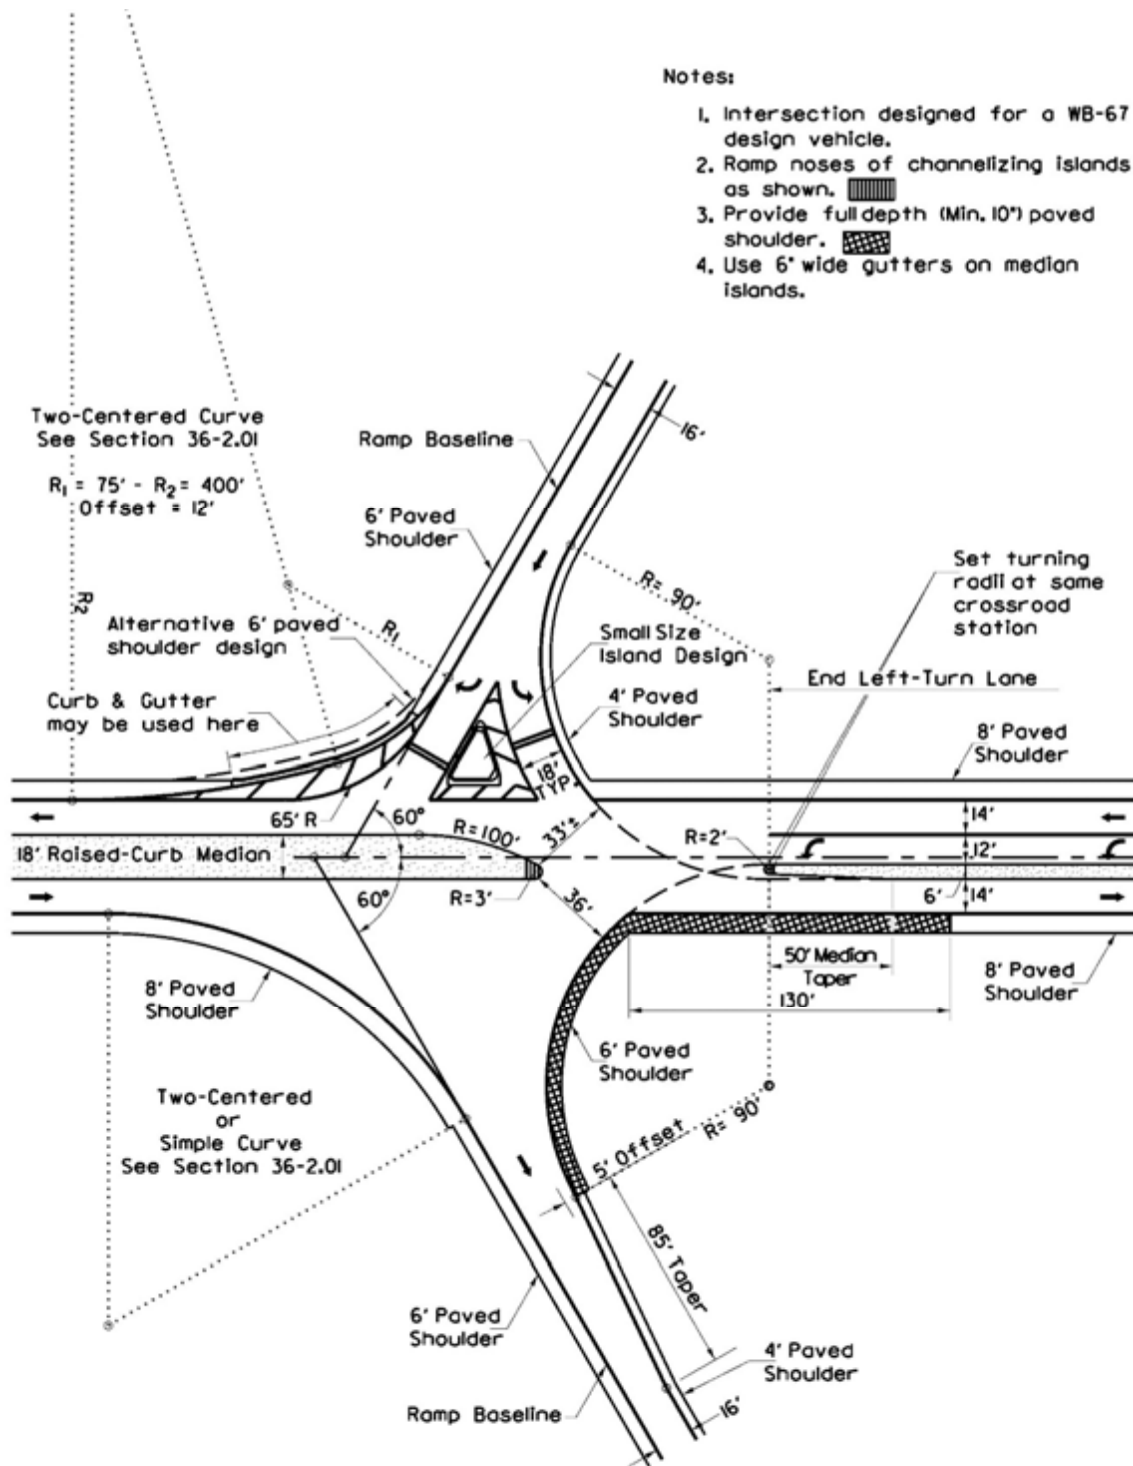 Notes:
1. Intersection designed for a WB-67
design vehicle.
2. Ramp noses of channelizing islands
as shown.
3. Provide full depth (Min. 10") paved
shoulder.
4. Use 6" wide gutters on median
islands.
Two-Centered Curve
See Section 36-2.01
R1 = 75' - R2 = 400'
Offset = 12'
Ramp Baseline
16'
6' Paved
Shoulder
Set turning
radii at same
crossroad
station
R= 90'
R2
R1
Alternative 6' paved
shoulder design
Small Size
Island Design
End Left-Turn Lane
Curb & Gutter
may be used here
4' Paved
Shoulder
8' Paved
Shoulder
18'
TYP.
65' R
60°
R=100'
33'±
R=2'
14'
12'
18' Raised-Curb Median
60°
R=3'
36'
6'
14'
50' Median
Taper
130'
8' Paved
Shoulder
8' Paved
Shoulder
6' Paved
Shoulder
Two-Centered
or
Simple Curve
See Section 36-2.01
5' Offset
R= 90'
85' Taper
6' Paved
Shoulder
4' Paved
Shoulder
Ramp Baseline
16'